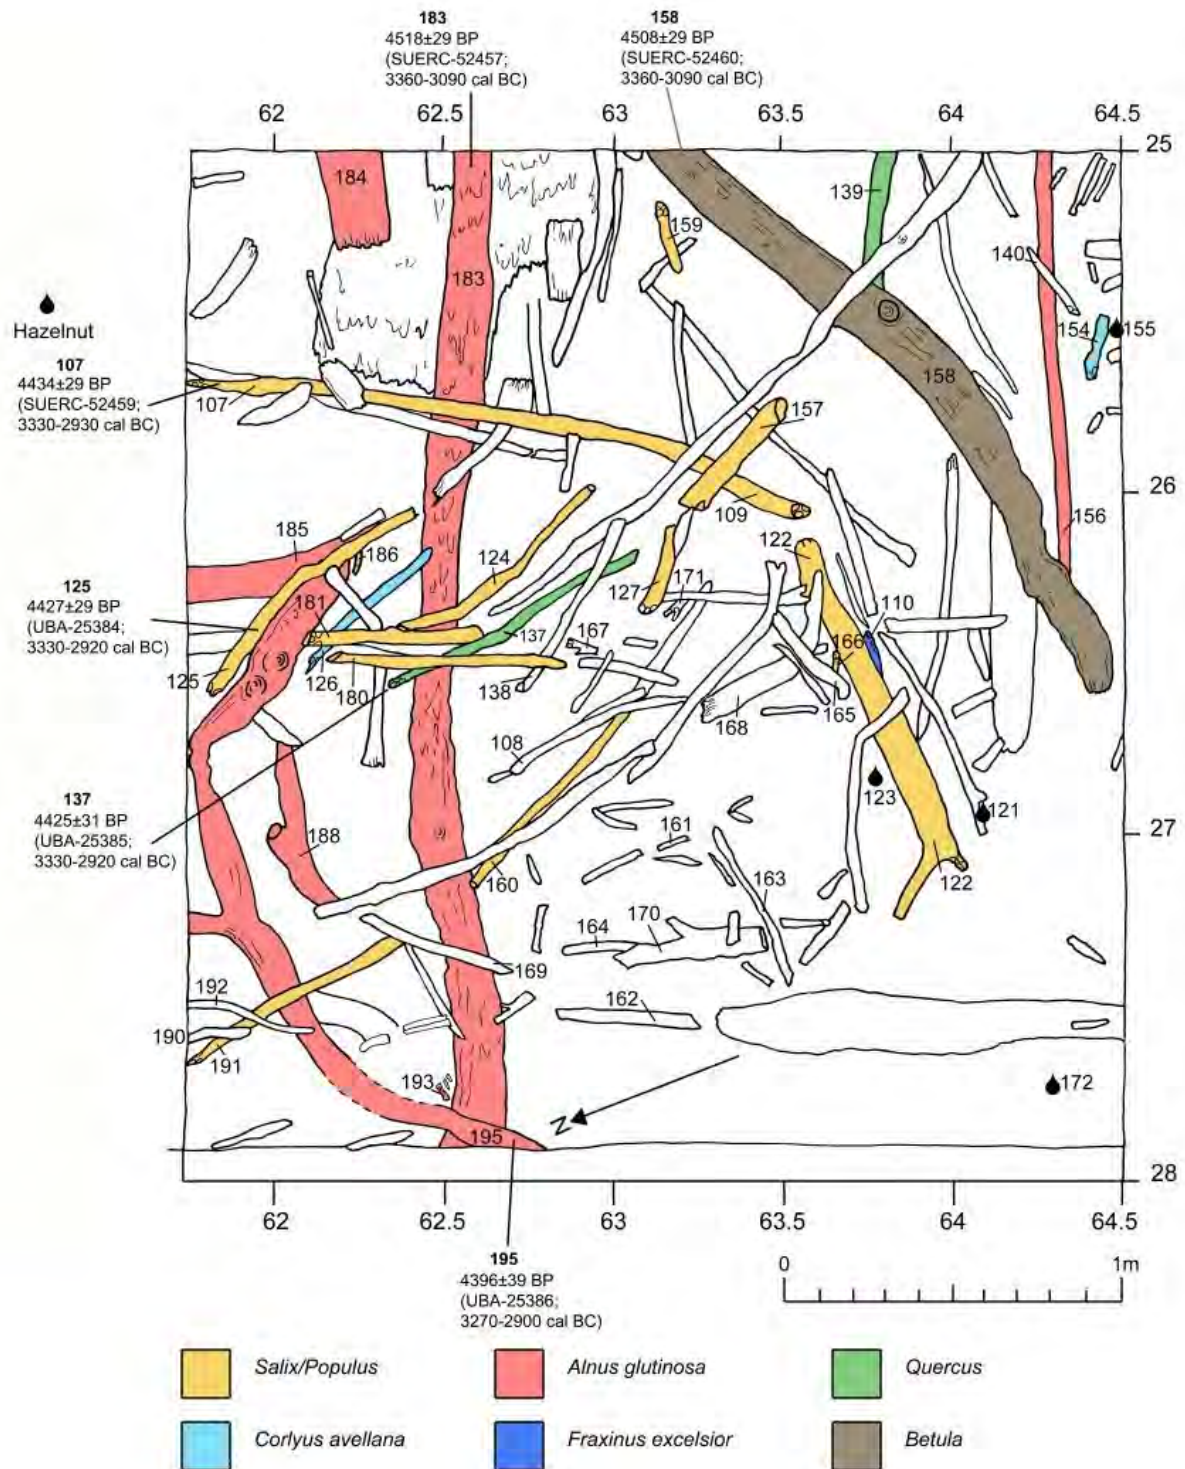 183
4518±29 BP
(SUERC-52457;
3360-3090 cal BC)
158
4508±29 BP
(SUERC-52460;
3360-3090 cal BC)
62
62.5
63
63.5
64
64.5
25
184
139
159
183
140
Hazelnut
154
155
107
4434±29 BP
(SUERC-52459;
3330-2930 cal BC)
107
158
157
26
109
156
185
122
186
124
125
4427±29 BP
(UBA-25384;
3330-2920 cal BC)
127
171
181
110
137
167
166
125
126
180
138
165
168
108
137
4425±31 BP
(UBA-25385;
3330-2920 cal BC)
123
121
27
161
188
160
122
163
164
170
169
192
162
190
191
193
172
N
195
28
62
62.5
63
63.5
64
64.5
195
4396±39 BP
(UBA-25386;
3270-2900 cal BC)
0
1m
Salix/Populus
Alnus glutinosa
Quercus
Corlyus avellana
Fraxinus excelsior
Betula